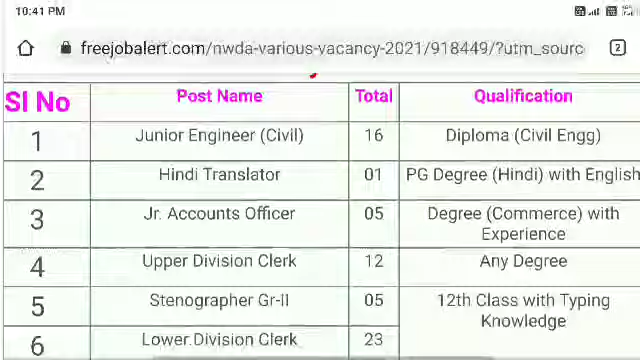 10:41 PM
freejobalert.com/nwda-various-vacancy-2021/918449/?utm_sourc 2
Sl No Post Name Total Qualification
1 Junior Engineer (Civil) 16 Diploma (Civil Engg)
2 Hindi Translator 01 PG Degree (Hindi) with English
3 Jr. Accounts Officer 05 Degree (Commerce) with
Experience
4 Upper Division Clerk 12 Any Degree
5 Stenographer Gr-II 05 12th Class with Typing
Knowledge
6 Lower Division Clerk 23